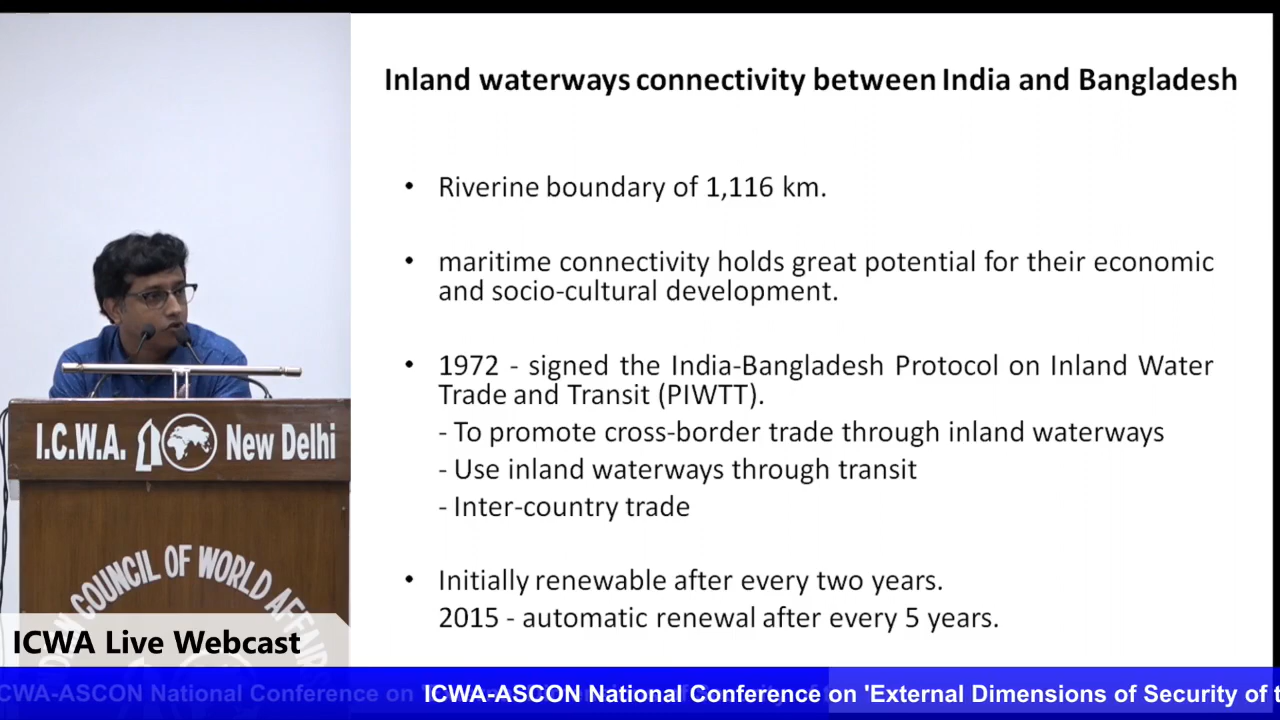 Inland waterways connectivity between India and Bangladesh
• Riverine boundary of 1,116 km.
• maritime connectivity holds great potential for their economic
and socio-cultural development.
• 1972 - signed the India-Bangladesh Protocol on Inland Water
Trade and Transit (PIWTT).
- To promote cross-border trade through inland waterways
- Use inland waterways through transit
- Inter-country trade
• Initially renewable after every two years.
2015 - automatic renewal after every 5 years.
I.C.W.A. New Delhi
COUNCIL OF WORLD AFFAIRS
ICWA Live Webcast
CWA-ASCON National Conference on
ICWA-ASCON National Conference on 'External Dimensions of Security of t